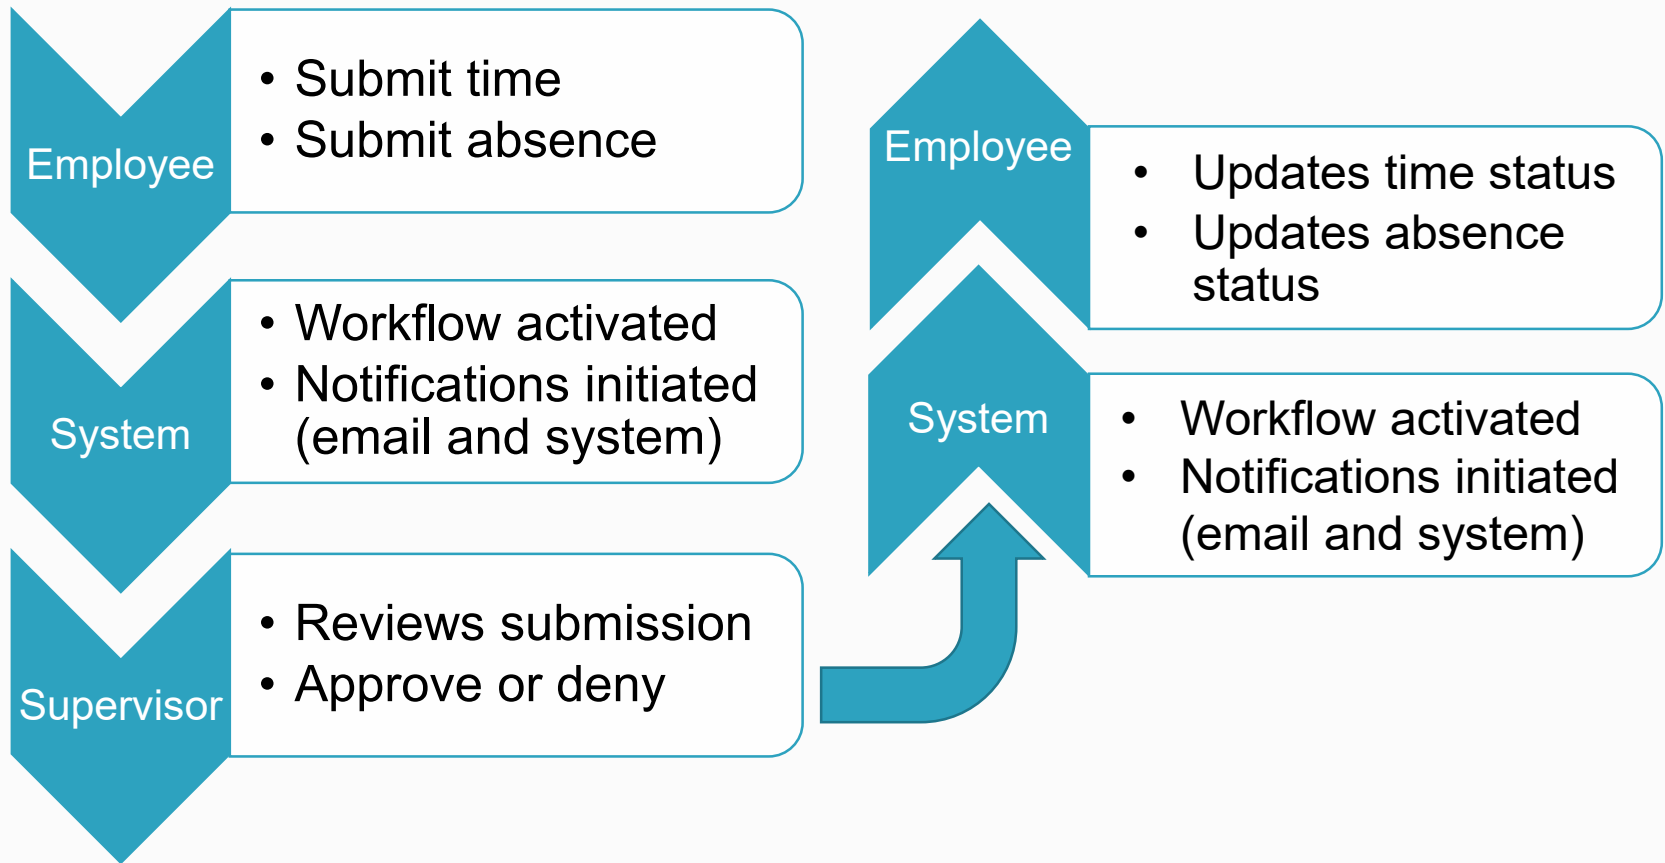 Employee
• Submit time
• Submit absence
System
• Workflow activated
• Notifications initiated
(email and system)
Supervisor
• Reviews submission
• Approve or deny
Employee
• Updates time status
• Updates absence
status
System
• Workflow activated
• Notifications initiated
(email and system)